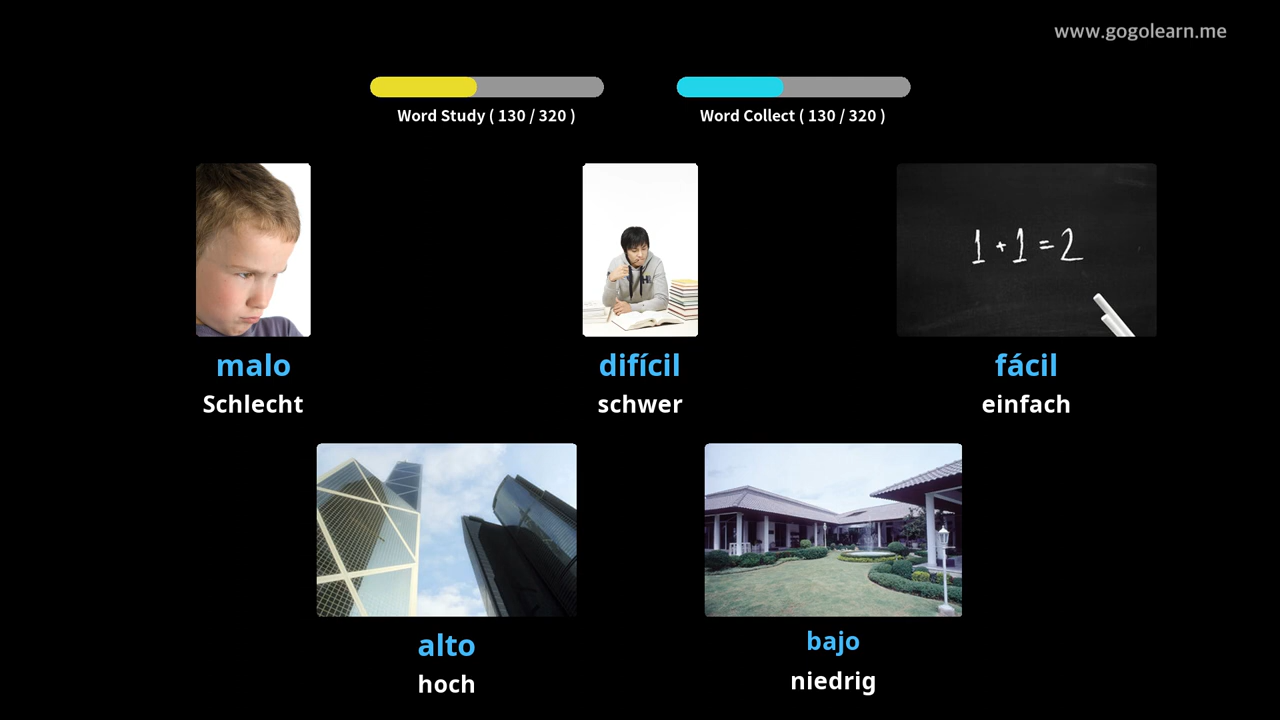 www.gogolearn.me
Word Study ( 130 / 320 )
Word Collect ( 130 / 320 )
1 + 1 = 2
malo
Schlecht
difícil
schwer
fácil
einfach
alto
hoch
bajo
niedrig